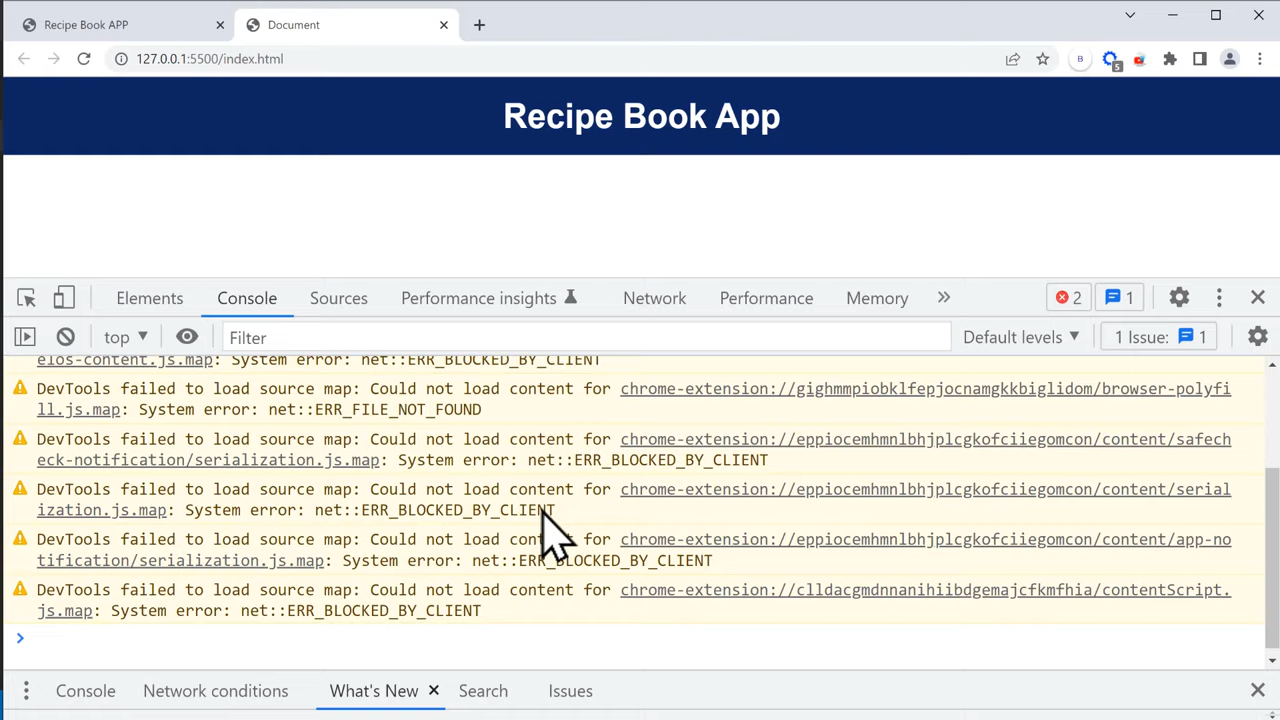 Recipe Book APP
Document
127.0.0.1:5500/index.html
B
5
Recipe Book App
Elements Console Sources Performance insights Network Performance Memory 2 1
top Filter Default levels 1 Issue: 1
elos-content.js.map: System error: net::ERR_BLOCKED_BY_CLIENT
DevTools failed to load source map: Could not load content for chrome-extension://gighmmpiobklfepjocnamgkkbiglidom/browser-polyfi
ll.js.map: System error: net::ERR_FILE_NOT_FOUND
DevTools failed to load source map: Could not load content for chrome-extension://eppiocemhmnlbhjplcgkofciiegomcon/content/safech
eck-notification/serialization.js.map: System error: net::ERR_BLOCKED_BY_CLIENT
DevTools failed to load source map: Could not load content for chrome-extension://eppiocemhmnlbhjplcgkofciiegomcon/content/serial
ization.js.map: System error: net::ERR_BLOCKED_BY_CLIENT
DevTools failed to load source map: Could not load content for chrome-extension://eppiocemhmnlbhjplcgkofciiegomcon/content/app-no
tification/serialization.js.map: System error: net::ERR_BLOCKED_BY_CLIENT
DevTools failed to load source map: Could not load content for chrome-extension://clldacgmdnnanihiibdgemajcfkmfhia/contentScript.
js.map: System error: net::ERR_BLOCKED_BY_CLIENT
Console Network conditions What's New Search Issues